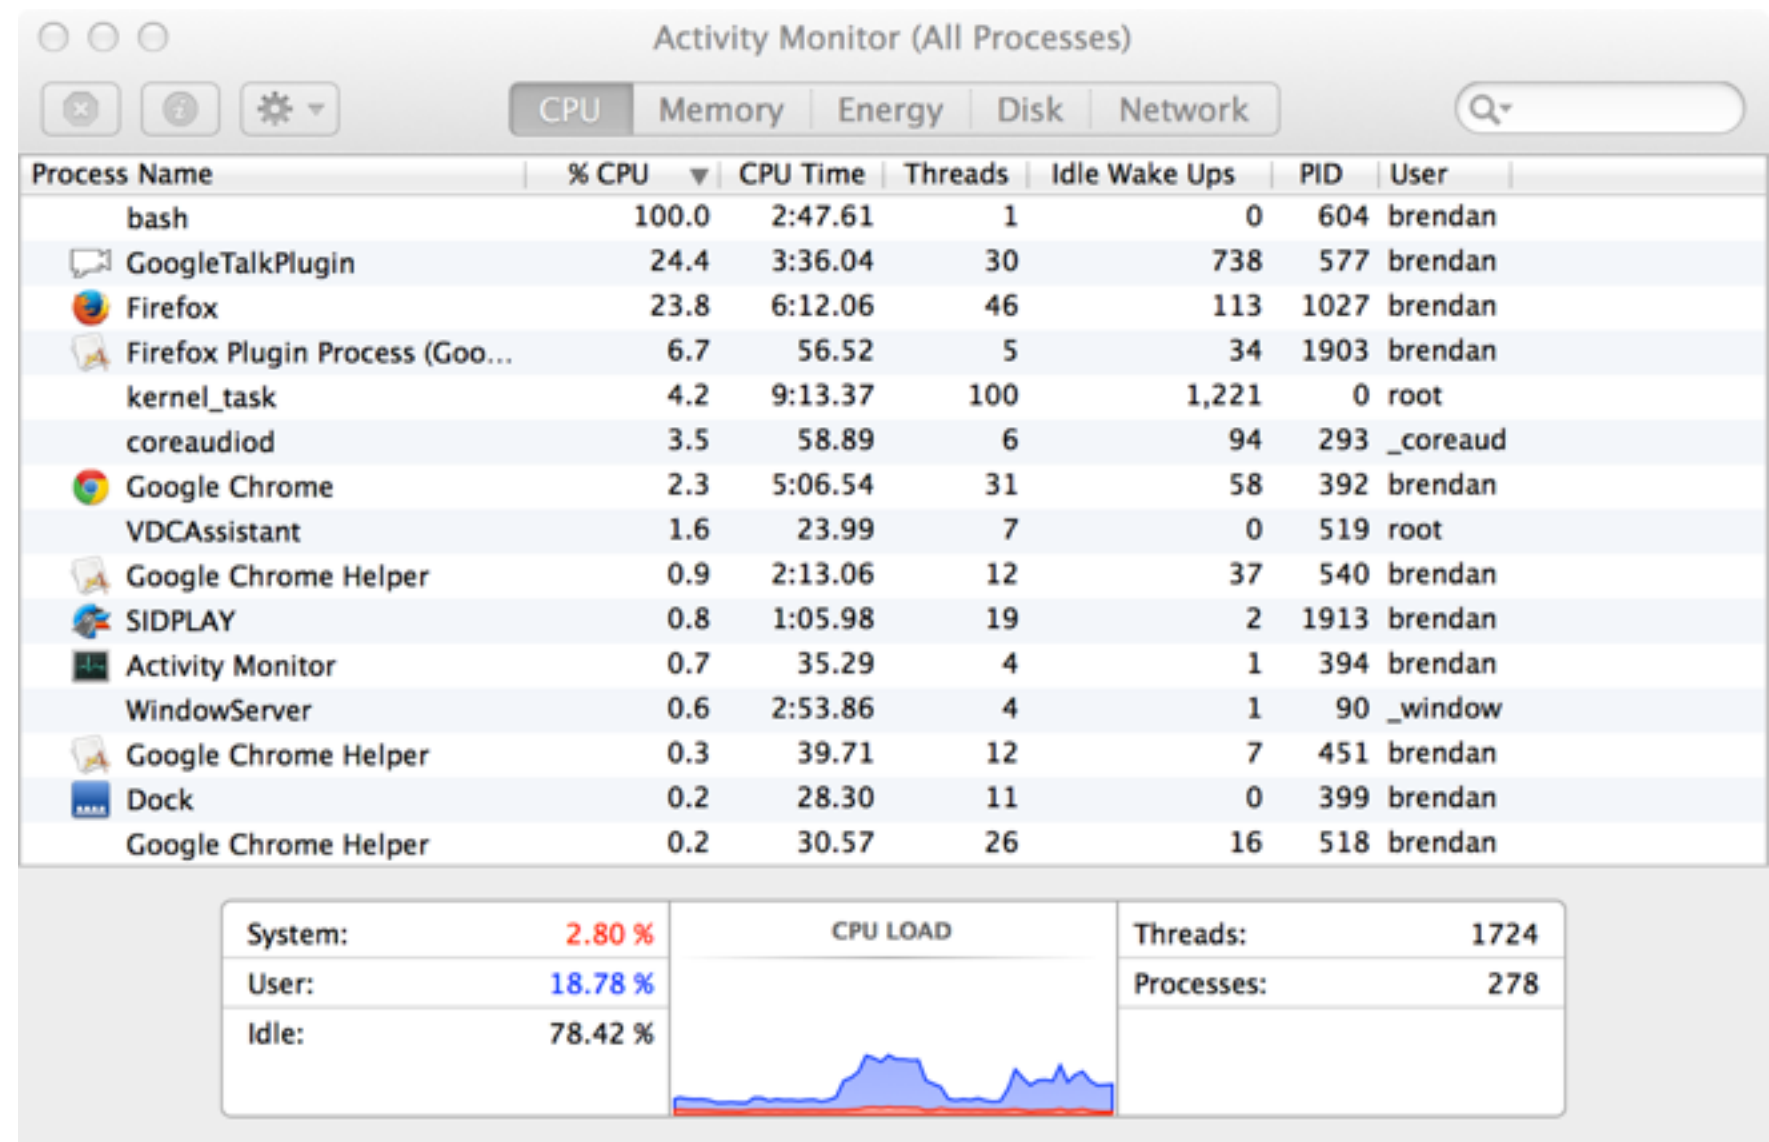 Activity Monitor (All Processes)
CPU Memory Energy Disk Network
Process Name % CPU CPU Time Threads Idle Wake Ups PID User
bash 100.0 2:47.61 1 0 604 brendan
GoogleTalkPlugin 24.4 3:36.04 30 738 577 brendan
Firefox 23.8 6:12.06 46 113 1027 brendan
Firefox Plugin Process (Goo... 6.7 56.52 5 34 1903 brendan
kernel_task 4.2 9:13.37 100 1,221 0 root
coreaudiod 3.5 58.89 6 94 293 _coreaud
Google Chrome 2.3 5:06.54 31 58 392 brendan
VDCAssistant 1.6 23.99 7 0 519 root
Google Chrome Helper 0.9 2:13.06 12 37 540 brendan
SIDPLAY 0.8 1:05.98 19 2 1913 brendan
Activity Monitor 0.7 35.29 4 1 394 brendan
WindowServer 0.6 2:53.86 4 1 90 _window
Google Chrome Helper 0.3 39.71 12 7 451 brendan
Dock 0.2 28.30 11 0 399 brendan
Google Chrome Helper 0.2 30.57 26 16 518 brendan
System: 2.80 % CPU LOAD Threads: 1724
User: 18.78 % Processes: 278
Idle: 78.42 %